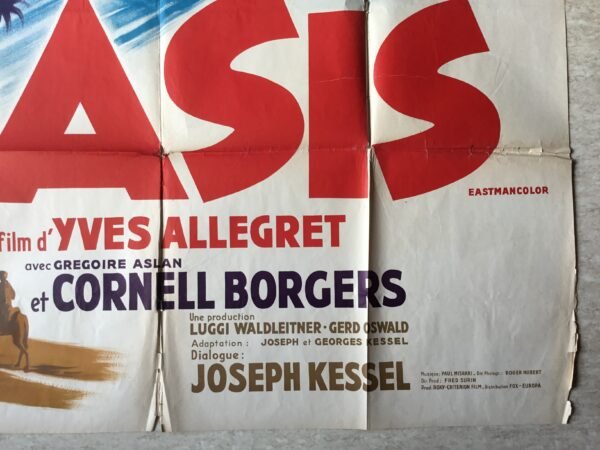 ASIS
EASTMANCOLOR
film d'YVES ALLEGRET
avec GREGOIRE ASLAN
et CORNELL BORGERS
Une production
LUGGI WALDLEITNER · GERD OSWALD
Adaptation : JOSEPH et GEORGES KESSEL
Dialogue :
JOSEPH KESSEL
Musique : PAUL MISRAKI . Dir. Photogr. : ROGER HUBERT
Dir. Prod : FRED SURIN
Prod. ROXY-CRITERION FILM, Distribution FOX-EUROPA